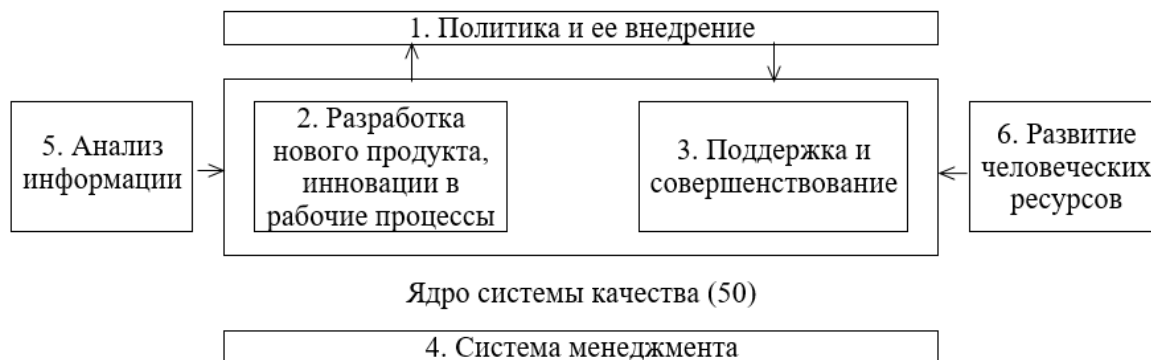 1. Политика и ее внедрение
5. Анализ
информации
2. Разработка
нового продукта,
инновации в
рабочие процессы
3. Поддержка и
совершенствование
6. Развитие
человеческих
ресурсов
Ядро системы качества (50)
4. Система менеджмента